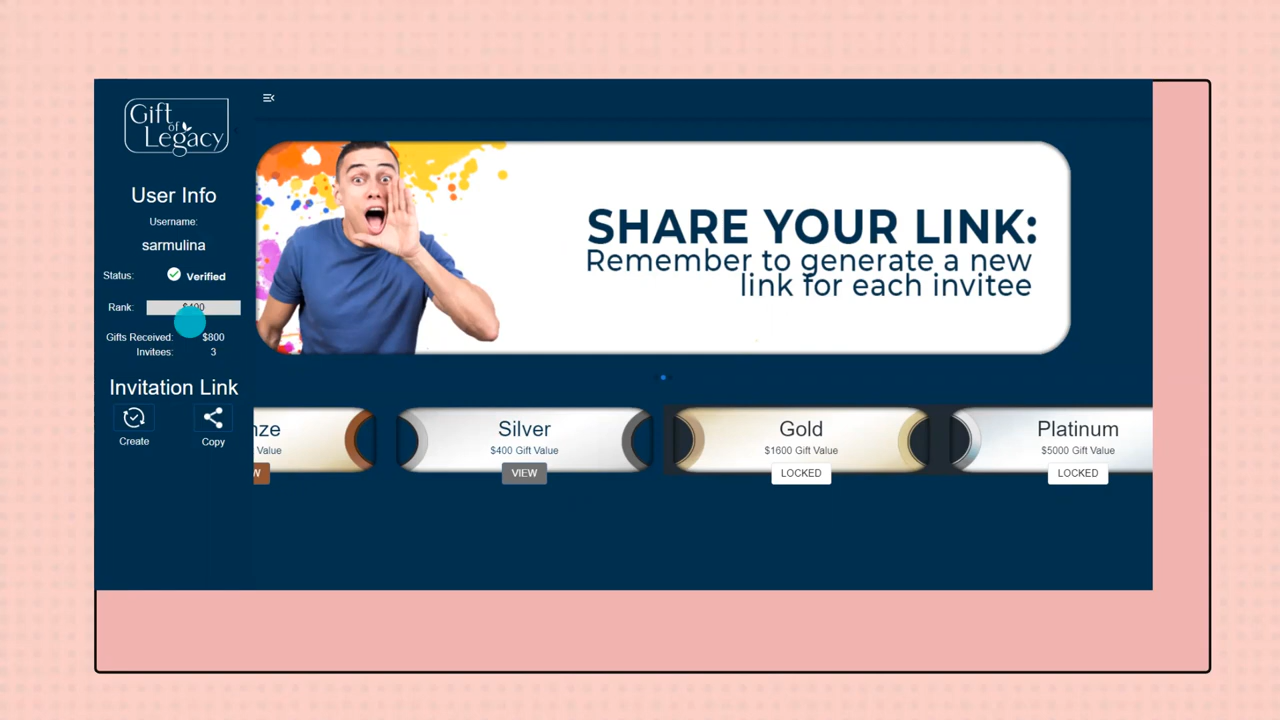 Gift
of
Legacy
User Info
Username:
sarmulina
Status: Verified
Rank: $400
Gifts Received: $800
Invitees: 3
Invitation Link
Create Copy
SHARE YOUR LINK:
Remember to generate a new
link for each invitee
Value
Silver
$400 Gift Value
VIEW
Gold
$1600 Gift Value
LOCKED
Platinum
$5000 Gift Value
LOCKED